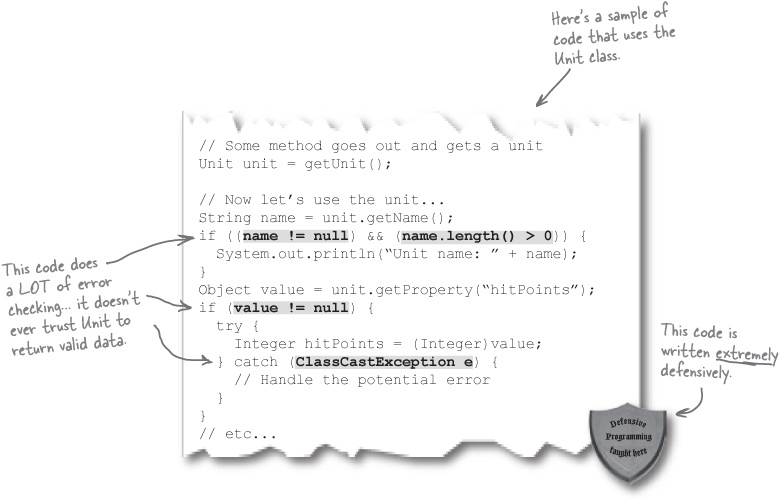 Here's a sample of
code that uses the
Unit class.
// Some method goes out and gets a unit
Unit unit = getUnit();
// Now let’s use the unit...
String name = unit.getName();
if ((name != null) && (name.length() > 0)) {
System.out.println(“Unit name: ” + name);
}
Object value = unit.getProperty(“hitPoints”);
if (value != null) {
try {
Integer hitPoints = (Integer)value;
} catch (ClassCastException e) {
// Handle the potential error
}
}
// etc...
This code does
a LOT of error
checking... it doesn't
ever trust Unit to
return valid data.
This code is
written extremely
defensively.
Defensive
Programming
taught here